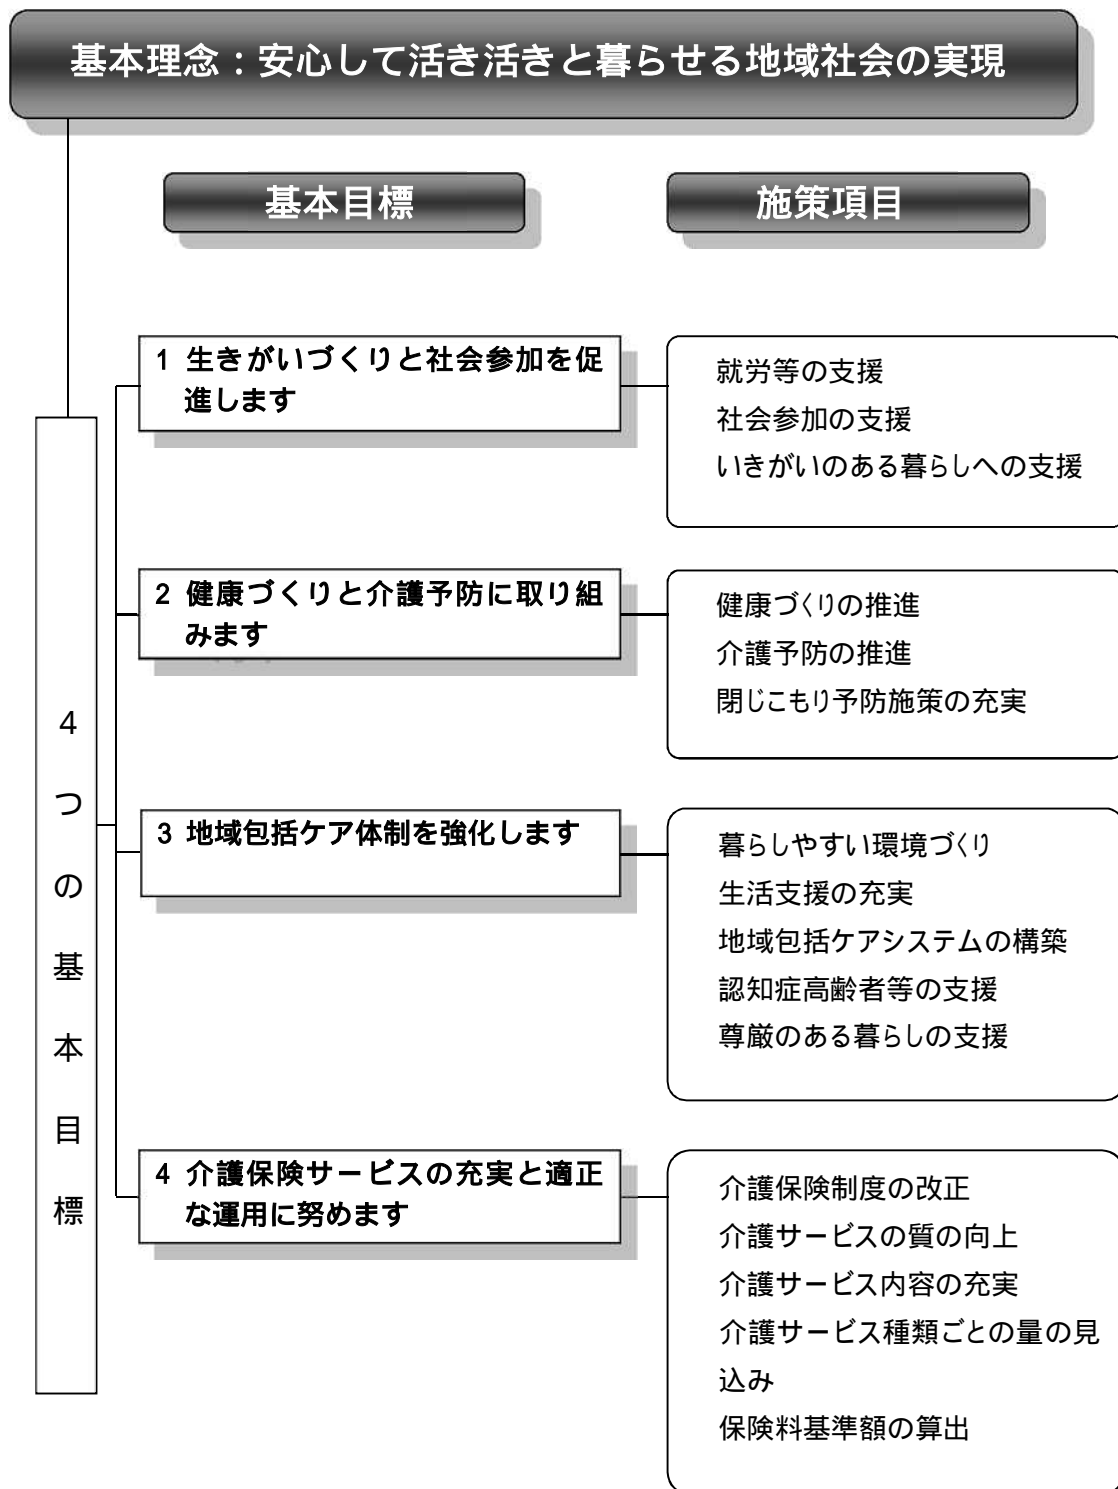 基本理念：安心して活き活きと暮らせる地域社会の実現
基本目標
施策項目
4つの基本目標
1 生きがいづくりと社会参加を促
進します
就労等の支援
社会参加の支援
いきがいのある暮らしへの支援
2 健康づくりと介護予防に取り組
みます
健康づくりの推進
介護予防の推進
閉じこもり予防施策の充実
3 地域包括ケア体制を強化します
暮らしやすい環境づくり
生活支援の充実
地域包括ケアシステムの構築
認知症高齢者等の支援
尊厳のある暮らしの支援
4 介護保険サービスの充実と適正
な運用に努めます
介護保険制度の改正
介護サービスの質の向上
介護サービス内容の充実
介護サービス種類ごとの量の見
込み
保険料基準額の算出